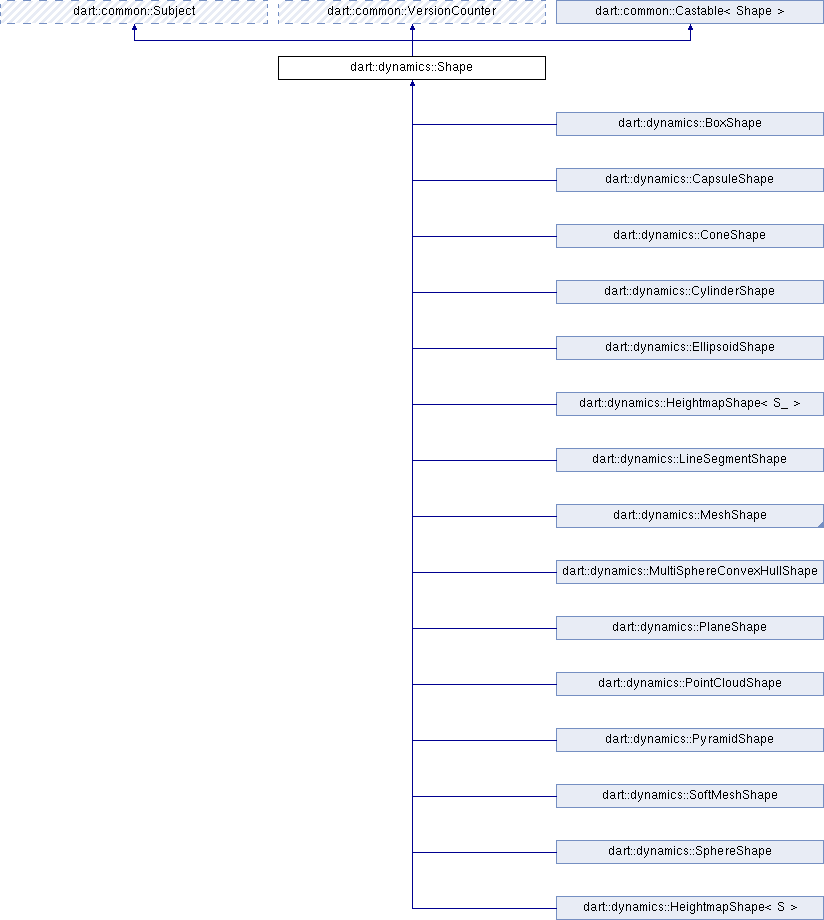 dart::common::Subject
dart::common::VersionCounter
dart::common::Castable< Shape >
dart::dynamics::Shape
dart::dynamics::BoxShape
dart::dynamics::CapsuleShape
dart::dynamics::ConeShape
dart::dynamics::CylinderShape
dart::dynamics::EllipsoidShape
dart::dynamics::HeightmapShape< S_ >
dart::dynamics::LineSegmentShape
dart::dynamics::MeshShape
dart::dynamics::MultiSphereConvexHullShape
dart::dynamics::PlaneShape
dart::dynamics::PointCloudShape
dart::dynamics::PyramidShape
dart::dynamics::SoftMeshShape
dart::dynamics::SphereShape
dart::dynamics::HeightmapShape< S >